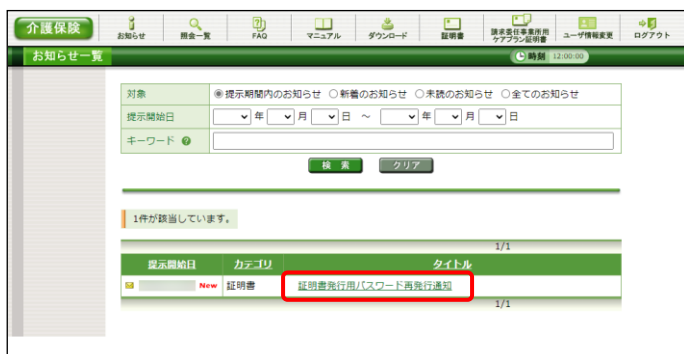 介護保険
お知らせ 照会一覧 FAQ マニュアル ダウンロード 証明書 請求委任事業所用 ケアプラン証明書 ユーザ情報変更 ログアウト
お知らせ一覧 時刻 12:00:00
対象 提示期間内のお知らせ 新着のお知らせ 未読のお知らせ 全てのお知らせ
提示開始日 年 月 日 ～ 年 月 日
キーワード ?
検索 クリア
1件が該当しています。
1/1
提示開始日 カテゴリ タイトル
New 証明書 証明書発行用パスワード再発行通知
1/1